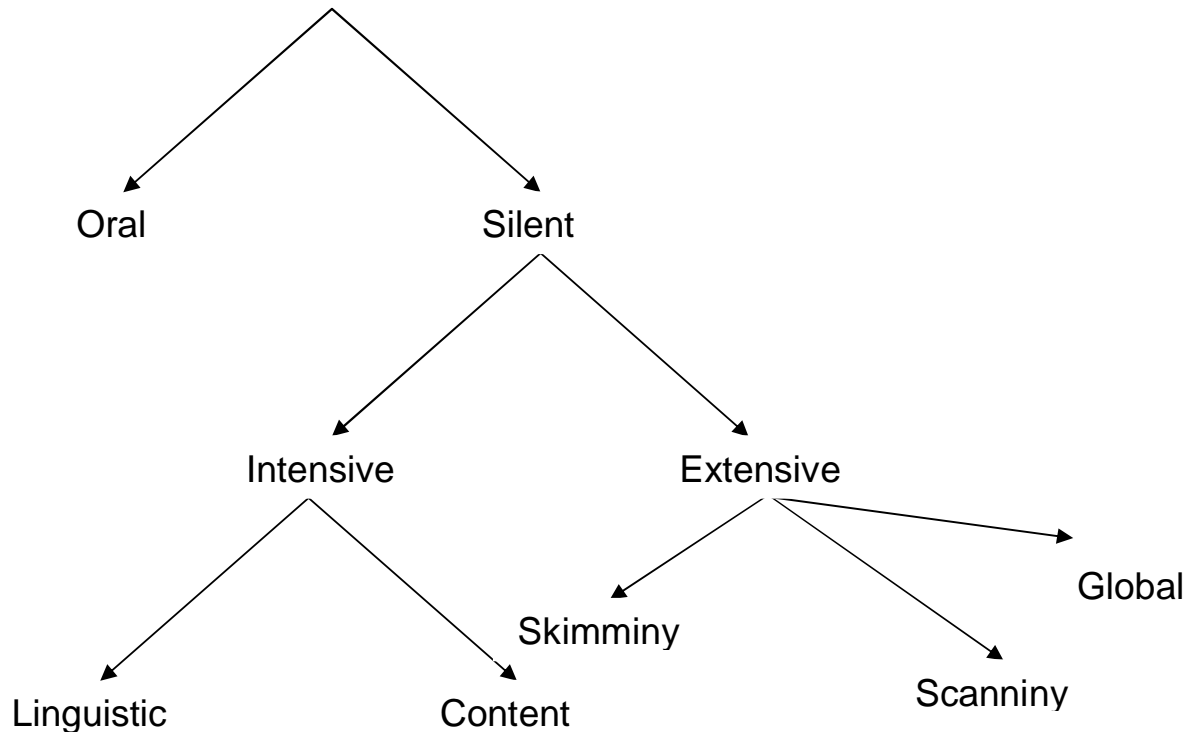 Oral
Silent
Intensive
Extensive
Global
Skimminy
Scanniny
Linguistic
Content